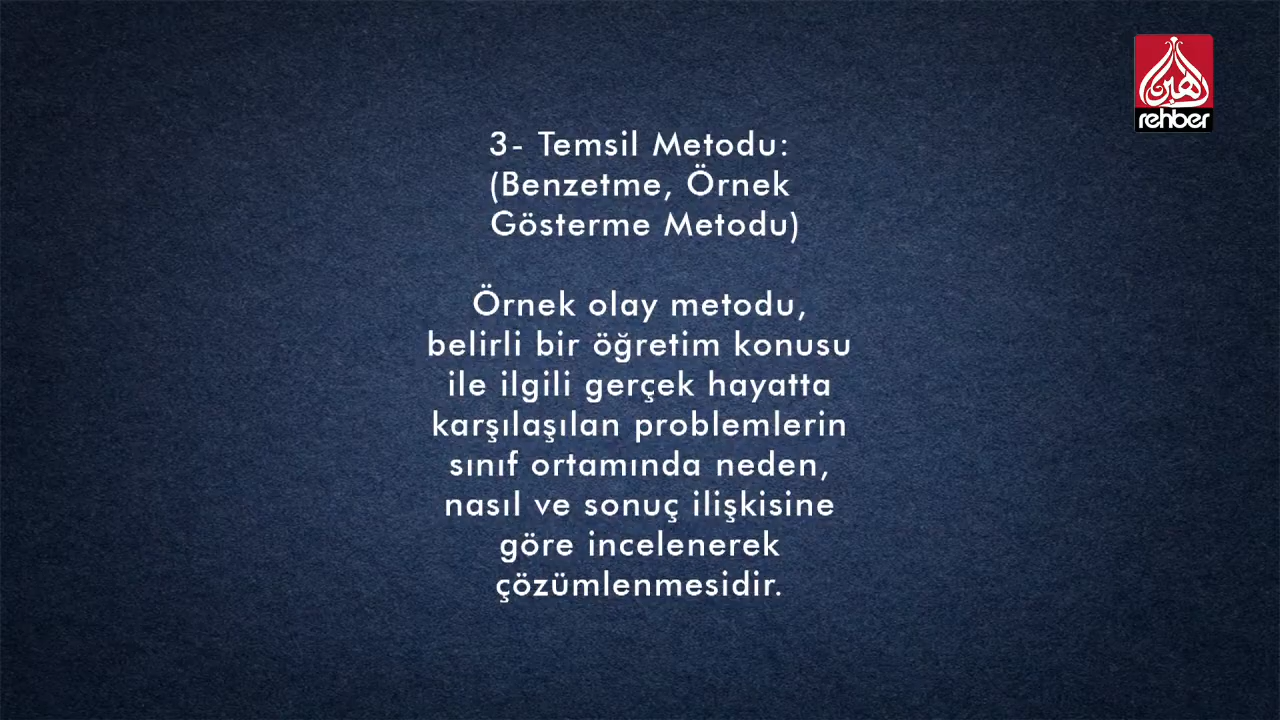 رهبر
rehber
3- Temsil Metodu:
(Benzetme, Örnek
Gösterme Metodu)
Örnek olay metodu,
belirli bir öğretim konusu
ile ilgili gerçek hayatta
karşılaşılan problemlerin
sınıf ortamında neden,
nasıl ve sonuç ilişkisine
göre incelenerek
çözümlenmesidir.